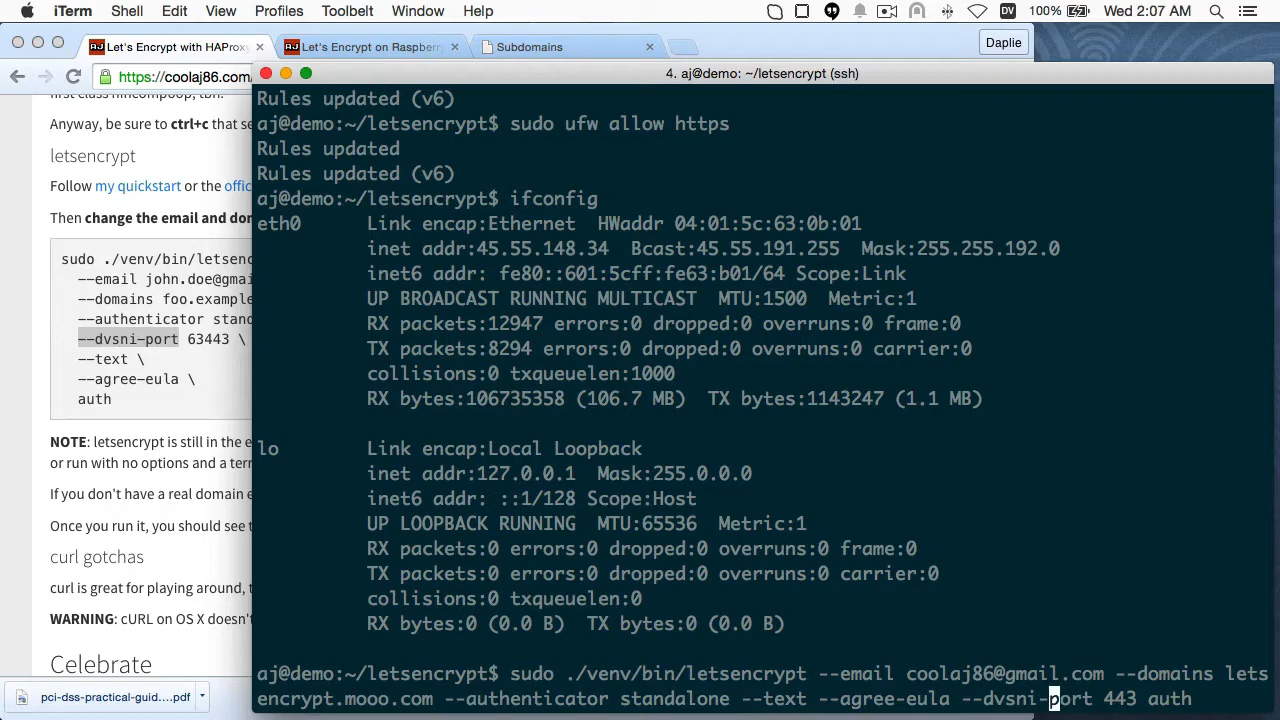 iTerm Shell Edit View Profiles Toolbelt Window Help DV 100% Wed 2:07 AM
Let's Encrypt with HAProxy Let's Encrypt on Raspberr Subdomains Daplie
https://coolaj86.com/
4. aj@demo: ~/letsencrypt (ssh)
Anyway, be sure to ctrl+c that se
letsencrypt
Follow my quickstart or the offic
Then change the email and don
sudo ./venv/bin/letsenc
--email john.doe@gmai
--domains foo.example
--authenticator stand
--dvsni-port 63443 \
--text \
--agree-eula \
auth
NOTE: letsencrypt is still in the e
or run with no options and a terr
If you don't have a real domain e
Once you run it, you should see t
curl gotchas
curl is great for playing around, t
WARNING: cURL on OS X doesn't
Celebrate
pci-dss-practical-guid....pdf
Rules updated (v6)
aj@demo:~/letsencrypt$ sudo ufw allow https
Rules updated
Rules updated (v6)
aj@demo:~/letsencrypt$ ifconfig
eth0 Link encap:Ethernet HWaddr 04:01:5c:63:0b:01
inet addr:45.55.148.34 Bcast:45.55.191.255 Mask:255.255.192.0
inet6 addr: fe80::601:5cff:fe63:b01/64 Scope:Link
UP BROADCAST RUNNING MULTICAST MTU:1500 Metric:1
RX packets:12947 errors:0 dropped:0 overruns:0 frame:0
TX packets:8294 errors:0 dropped:0 overruns:0 carrier:0
collisions:0 txqueuelen:1000
RX bytes:106735358 (106.7 MB) TX bytes:1143247 (1.1 MB)
lo Link encap:Local Loopback
inet addr:127.0.0.1 Mask:255.0.0.0
inet6 addr: ::1/128 Scope:Host
UP LOOPBACK RUNNING MTU:65536 Metric:1
RX packets:0 errors:0 dropped:0 overruns:0 frame:0
TX packets:0 errors:0 dropped:0 overruns:0 carrier:0
collisions:0 txqueuelen:0
RX bytes:0 (0.0 B) TX bytes:0 (0.0 B)
aj@demo:~/letsencrypt$ sudo ./venv/bin/letsencrypt --email coolaj86@gmail.com --domains lets
encrypt.mooo.com --authenticator standalone --text --agree-eula --dvsni-port 443 auth